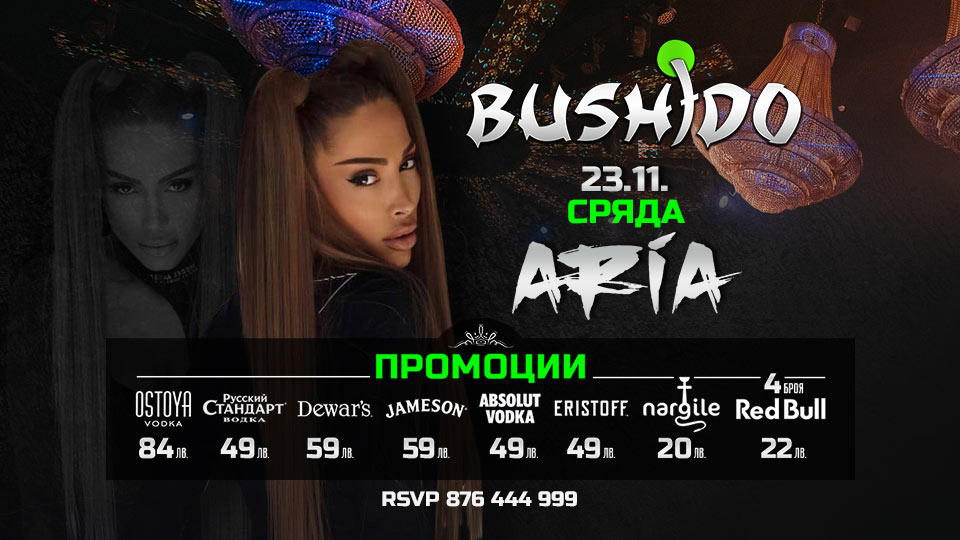 BUSHIDO
23.11.
СРЯДА
ARÍA
ПРОМОЦИИ
OSTOYA
VODKA
84 лв.
Русский
СТАНДАРТ
ВОДКА
49 лв.
Dewar's
59 лв.
JAMESON
59 лв.
ABSOLUT
VODKA
49 лв.
ERISTOFF
49 лв.
nargile
20 лв.
4 БРОЯ
Red Bull
22 лв.
RSVP 876 444 999